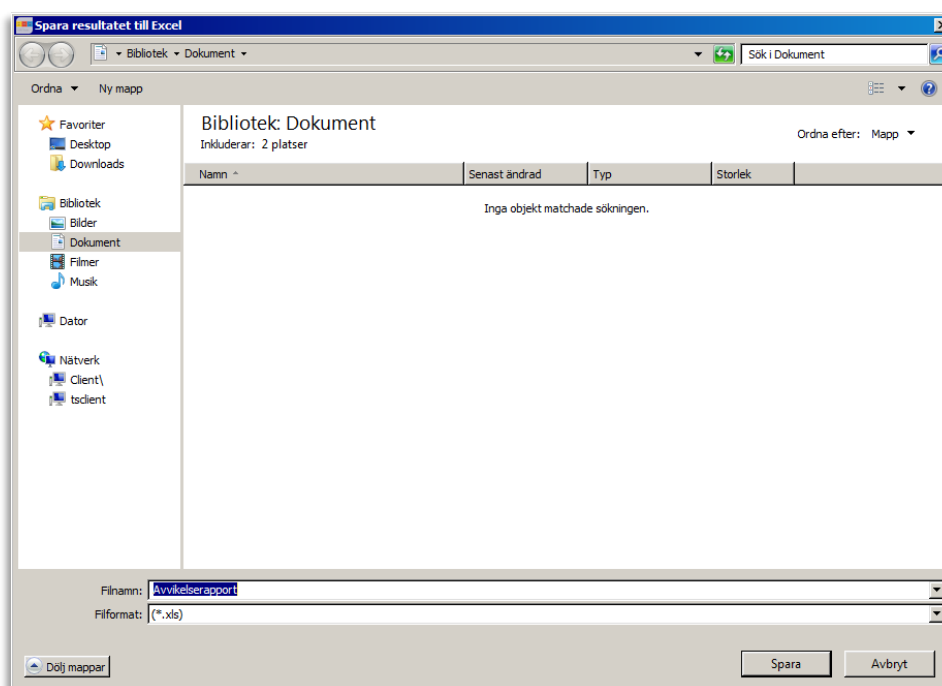 Spara resultatet till Excel
Bibliotek Dokument
Sök i Dokument
Ordna Ny mapp
Favoriter
Desktop
Downloads
Bibliotek
Bilder
Dokument
Filmer
Musik
Dator
Nätverk
Client\
tsclient
Bibliotek: Dokument
Inkluderar: 2 platser
Ordna efter: Mapp
Namn Senast ändrad Typ Storlek
Inga objekt matchade sökningen.
Filnamn: Avvikelserapport
Filformat: (*.xls)
Dölj mappar
Spara Avbryt